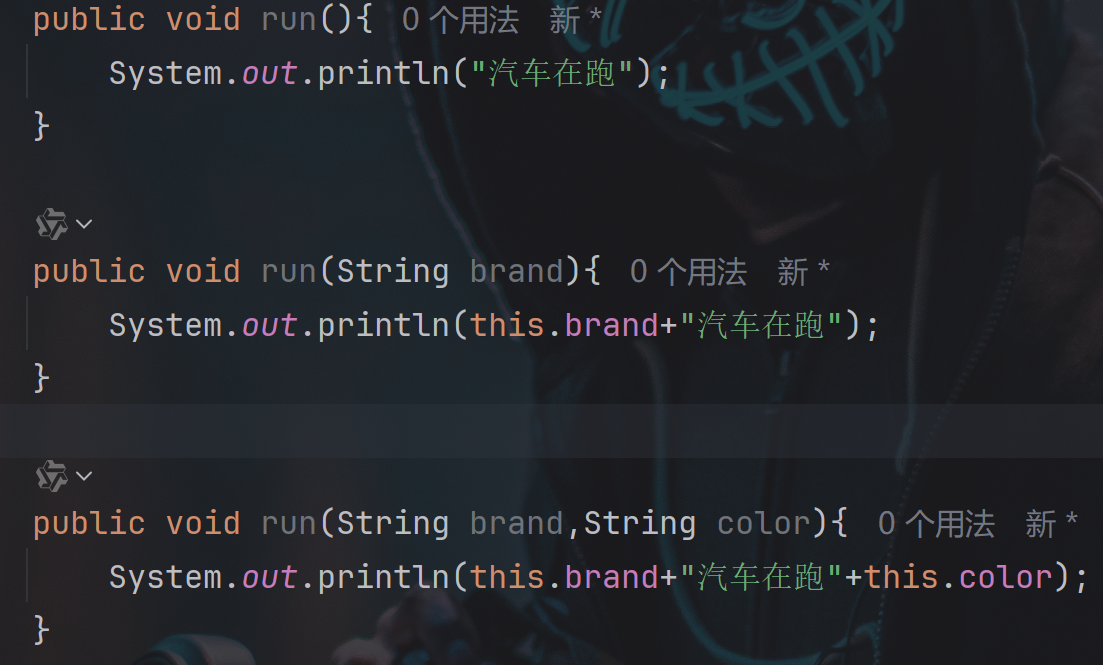 public void run(){ 0 个用法 新 *
System.out.println("汽车在跑");
}
public void run(String brand){ 0 个用法 新 *
System.out.println(this.brand+"汽车在跑");
}
public void run(String brand,String color){ 0 个用法 新 *
System.out.println(this.brand+"汽车在跑"+this.color);
}